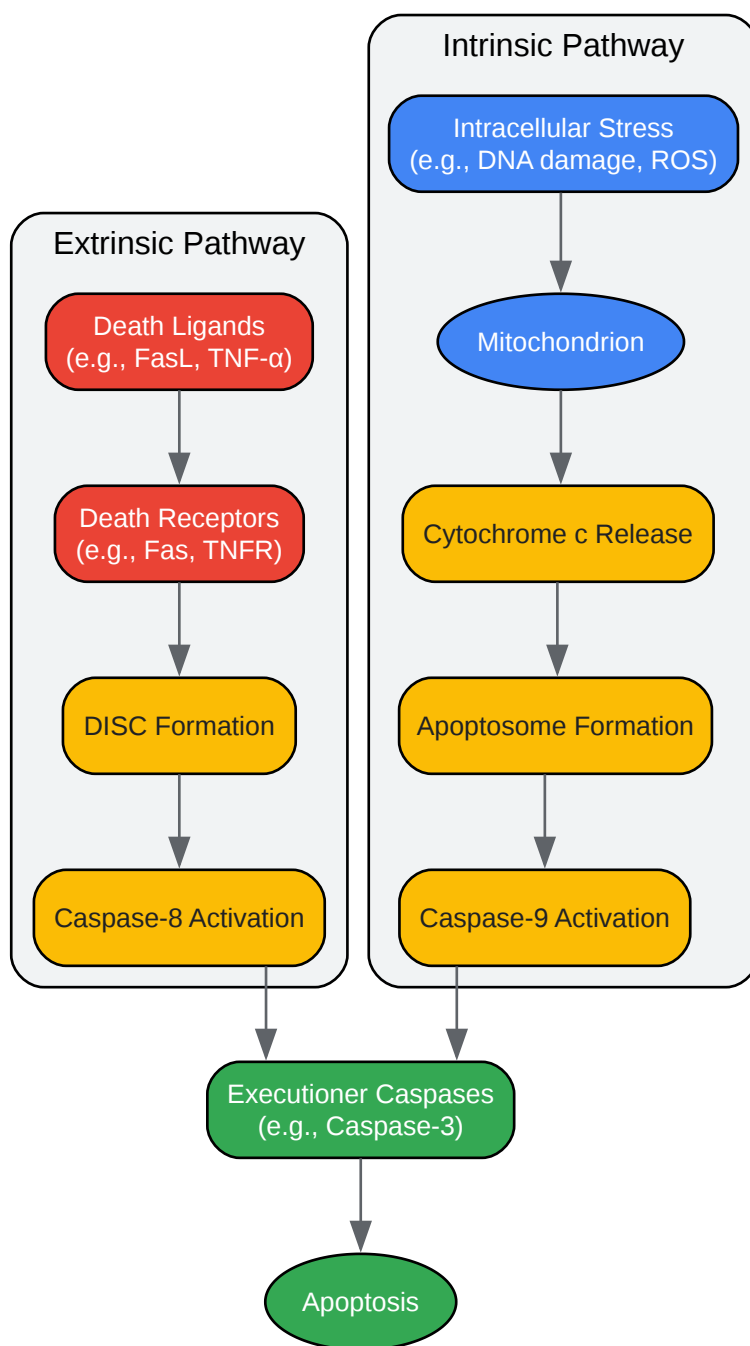 Intrinsic Pathway
Intracellular Stress
(e.g., DNA damage, ROS)
Mitochondrion
Cytochrome c Release
Apoptosome Formation
Caspase-9 Activation
Extrinsic Pathway
Death Ligands
(e.g., FasL, TNF-α)
Death Receptors
(e.g., Fas, TNFR)
DISC Formation
Caspase-8 Activation
Executioner Caspases
(e.g., Caspase-3)
Apoptosis